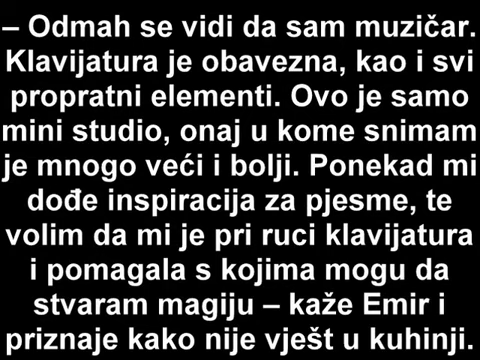 – Odmah se vidi da sam muzičar.
Klavijatura je obavezna, kao i svi
propratni elementi. Ovo je samo
mini studio, onaj u kome snimam
je mnogo veći i bolji. Ponekad mi
dođe inspiracija za pjesme, te
volim da mi je pri ruci klavijatura
i pomagala s kojima mogu da
stvaram magiju – kaže Emir i
priznaje kako nije vješt u kuhinji.